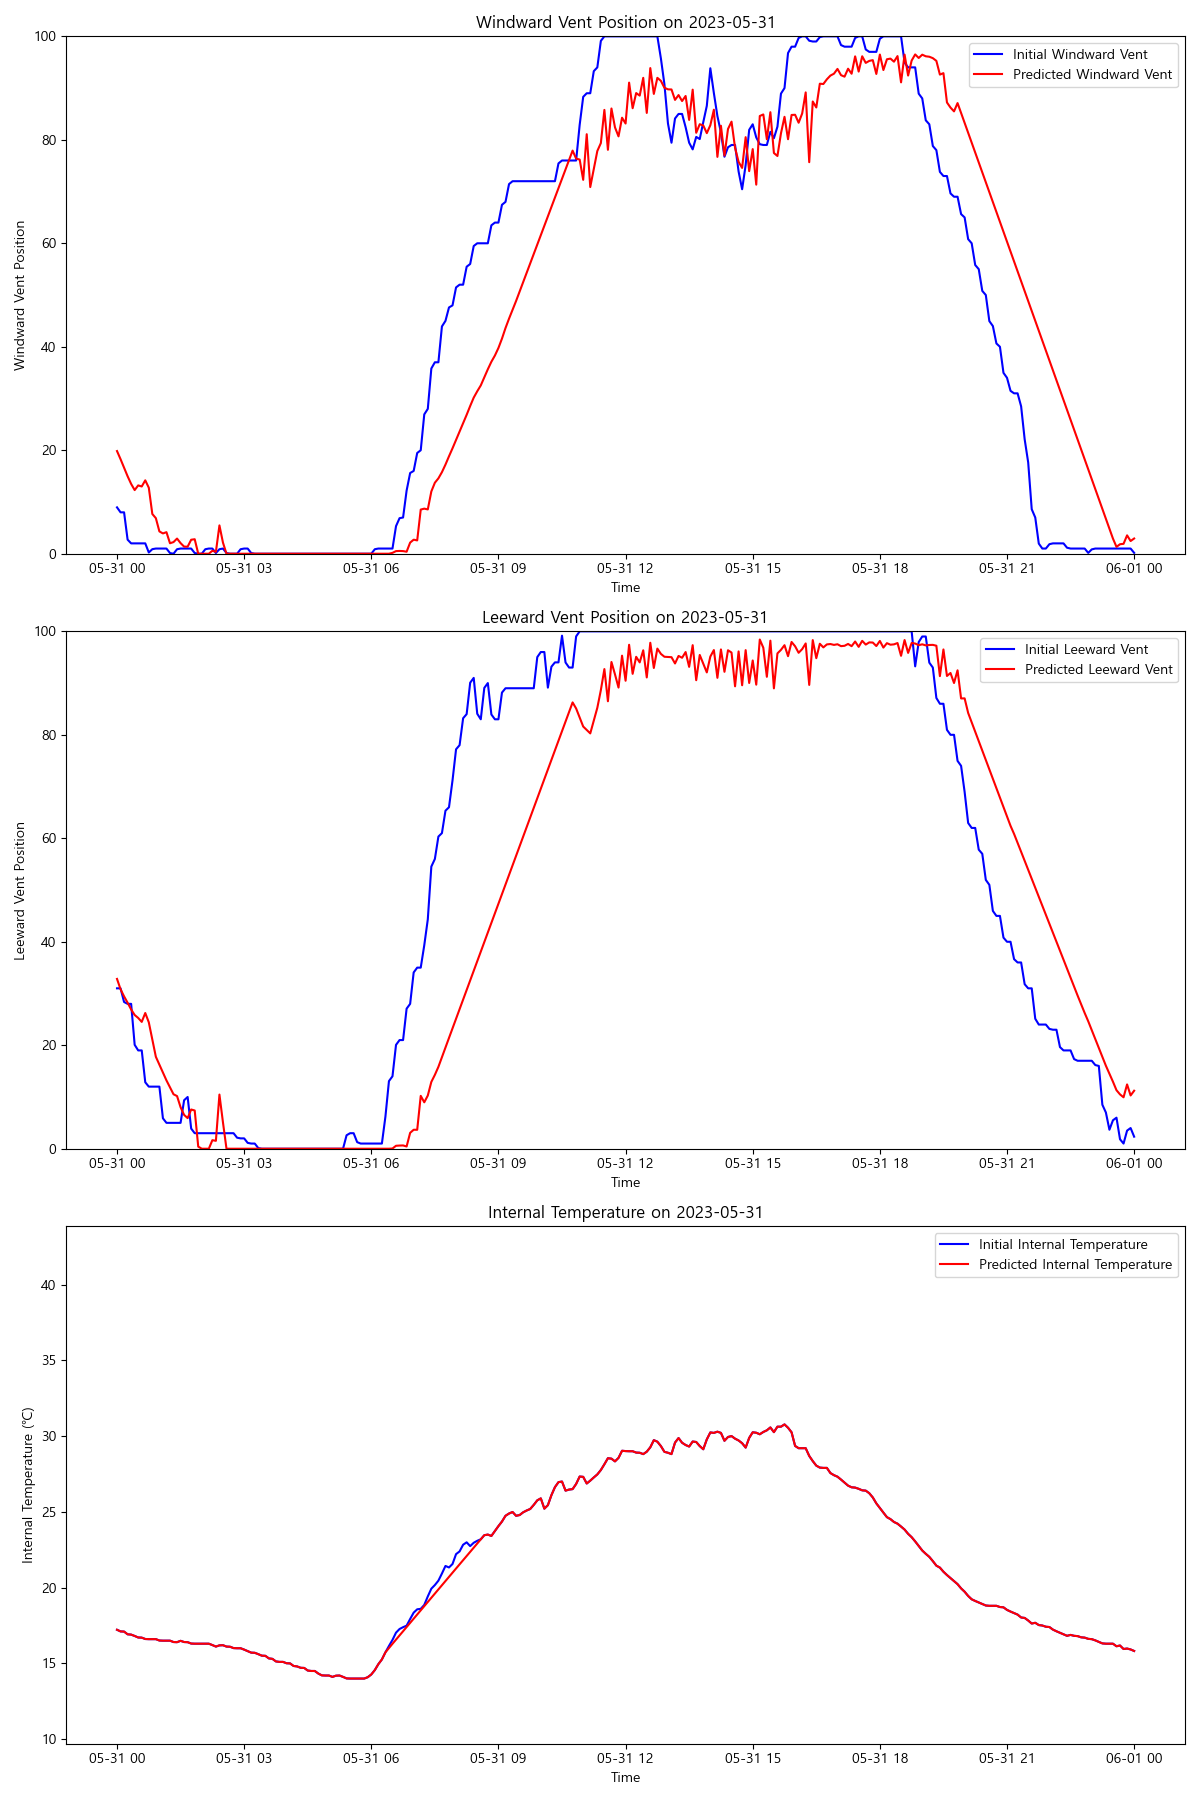 Windward Vent Position on 2023-05-31
Initial Windward Vent
Predicted Windward Vent
Windward Vent Position
100
80
60
40
20
0
05-31 00 05-31 03 05-31 06 05-31 09 05-31 12 05-31 15 05-31 18 05-31 21 06-01 00
Time
Leeward Vent Position on 2023-05-31
Initial Leeward Vent
Predicted Leeward Vent
Leeward Vent Position
100
80
60
40
20
0
05-31 00 05-31 03 05-31 06 05-31 09 05-31 12 05-31 15 05-31 18 05-31 21 06-01 00
Time
Internal Temperature on 2023-05-31
Initial Internal Temperature
Predicted Internal Temperature
Internal Temperature (℃)
40
35
30
25
20
15
10
05-31 00 05-31 03 05-31 06 05-31 09 05-31 12 05-31 15 05-31 18 05-31 21 06-01 00
Time